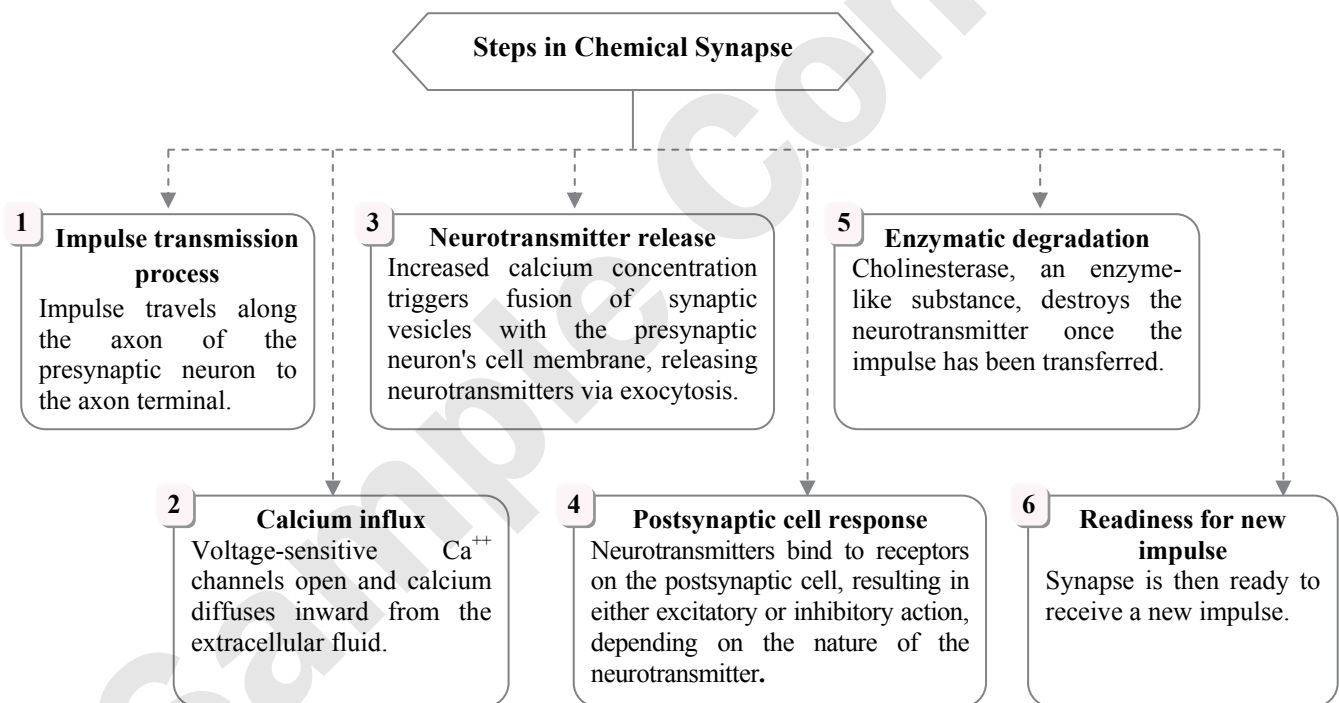 Steps in Chemical Synapse
1
Impulse transmission
process
Impulse travels along
the axon of the
presynaptic neuron to
the axon terminal.
2
Calcium influx
Voltage-sensitive Ca++
channels open and calcium
diffuses inward from the
extracellular fluid.
3
Neurotransmitter release
Increased calcium concentration
triggers fusion of synaptic
vesicles with the presynaptic
neuron's cell membrane, releasing
neurotransmitters via exocytosis.
4
Postsynaptic cell response
Neurotransmitters bind to receptors
on the postsynaptic cell, resulting in
either excitatory or inhibitory action,
depending on the nature of the
neurotransmitter.
5
Enzymatic degradation
Cholinesterase, an enzyme-
like substance, destroys the
neurotransmitter once the
impulse has been transferred.
6
Readiness for new
impulse
Synapse is then ready to
receive a new impulse.
Sample